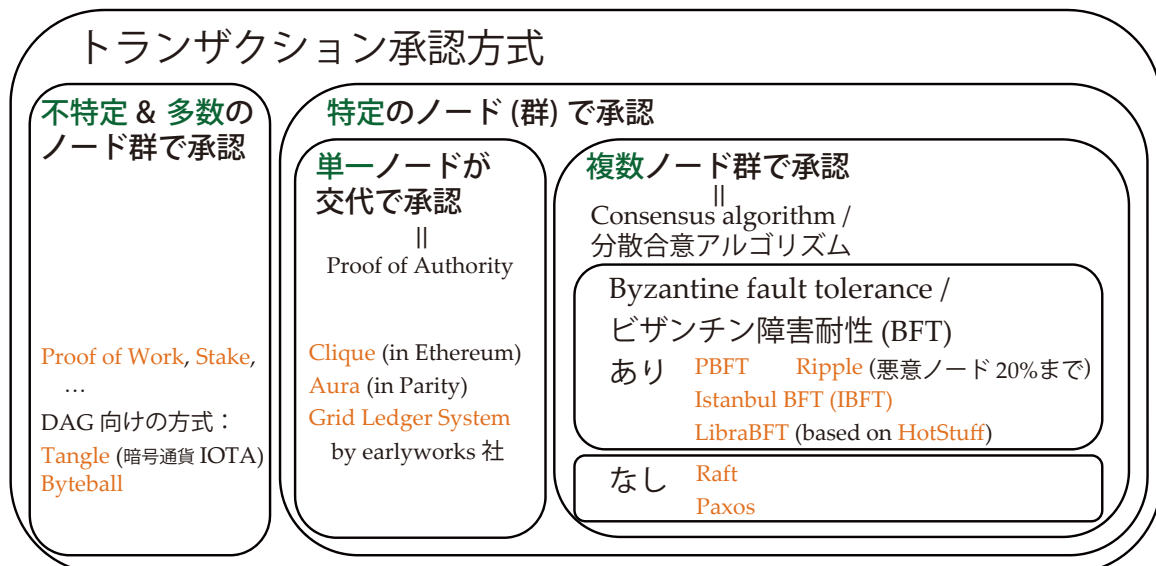 トランザクション承認方式
不特定 & 多数の
ノード群で承認
Proof of Work, Stake,
…
DAG 向けの方式：
Tangle (暗号通貨 IOTA)
Byteball
特定のノード (群) で承認
単一ノードが
交代で承認
||
Proof of Authority
Clique (in Ethereum)
Aura (in Parity)
Grid Ledger System
by earlyworks 社
複数ノード群で承認
||
Consensus algorithm /
分散合意アルゴリズム
Byzantine fault tolerance /
ビザンチン障害耐性 (BFT)
あり PBFT Ripple (悪意ノード 20%まで)
Istanbul BFT (IBFT)
LibraBFT (based on HotStuff)
なし Raft
Paxos